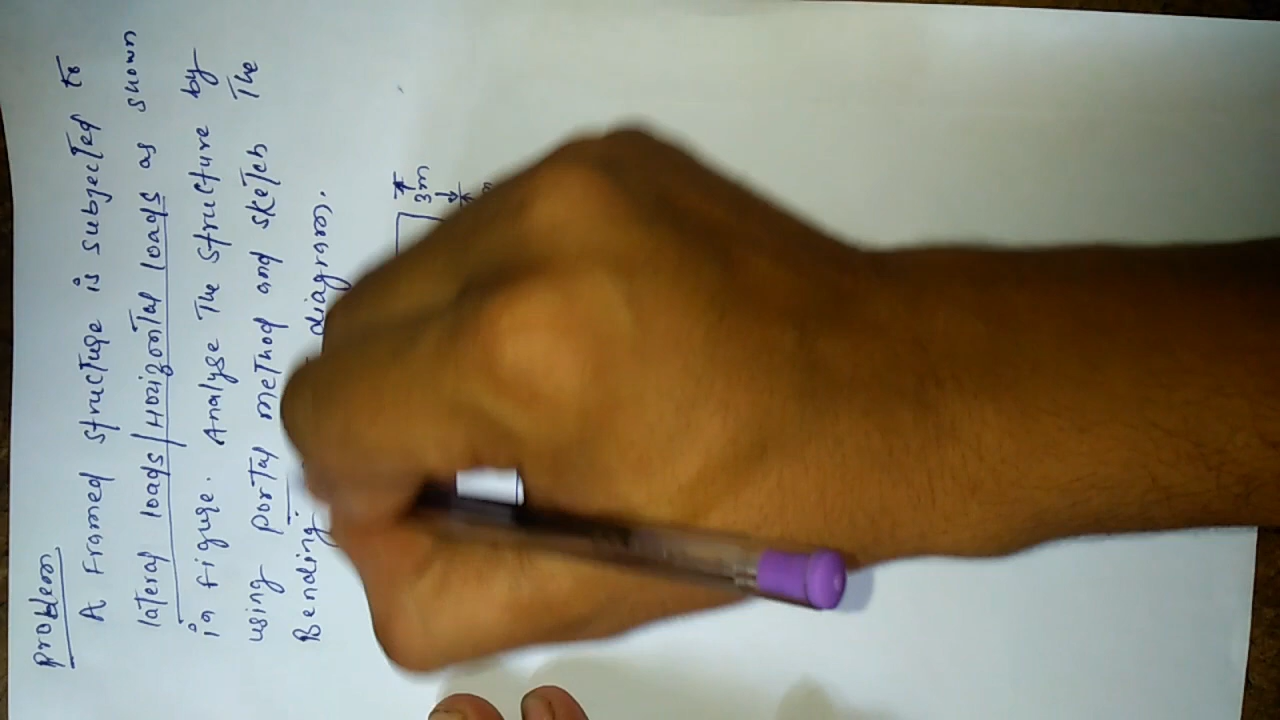 problem
A Framed structure is subjected to
lateral loads/Horizontal loads as shown
in figure. Analyse The structure by
using portal method and sketch The
Bending diagram.
3m